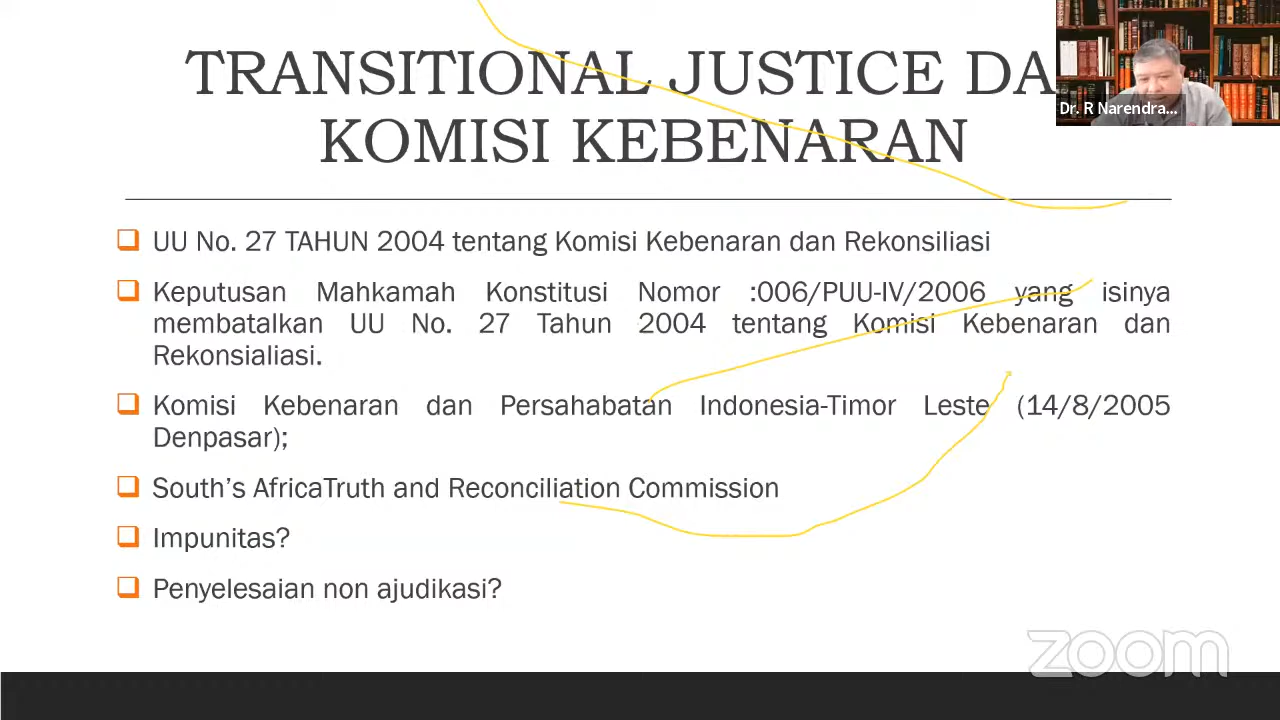 TRANSITIONAL JUSTICE DA
KOMISI KEBENARAN
Dr. R Narendra...
UU No. 27 TAHUN 2004 tentang Komisi Kebenaran dan Rekonsiliasi
Keputusan Mahkamah Konstitusi Nomor :006/PUU-IV/2006 yang isinya
membatalkan UU No. 27 Tahun 2004 tentang Komisi Kebenaran dan
Rekonsialiasi.
Komisi Kebenaran dan Persahabatan Indonesia-Timor Leste (14/8/2005
Denpasar);
South's AfricaTruth and Reconciliation Commission
Impunitas?
Penyelesaian non ajudikasi?
zoom